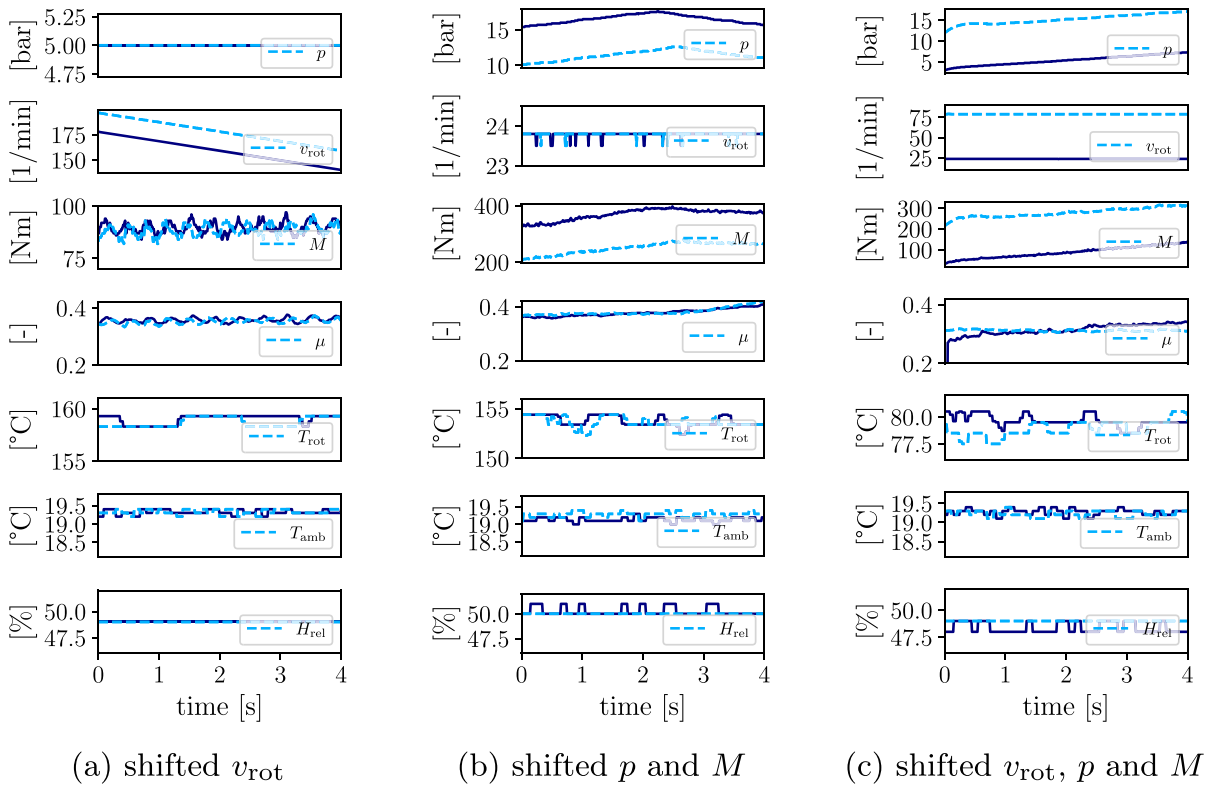 [bar]
5.25
5.00
4.75
p
[1/min]
175
150
v_rot
[Nm]
100
75
M
[-]
0.4
0.2
μ
[°C]
160
155
T_rot
[°C]
19.5
19.0
18.5
T_amb
[%]
50.0
47.5
H_rel
0 1 2 3 4
time [s]
(a) shifted v_rot
[bar]
15
10
p
[1/min]
24
23
v_rot
[Nm]
400
200
M
[-]
0.4
0.2
μ
[°C]
155
150
T_rot
[°C]
19.5
19.0
18.5
T_amb
[%]
50.0
47.5
H_rel
0 1 2 3 4
time [s]
(b) shifted p and M
[bar]
15
10
5
p
[1/min]
75
50
25
v_rot
[Nm]
300
200
100
M
[-]
0.4
0.2
μ
[°C]
80.0
77.5
T_rot
[°C]
19.5
19.0
18.5
T_amb
[%]
50.0
47.5
H_rel
0 1 2 3 4
time [s]
(c) shifted v_rot, p and M